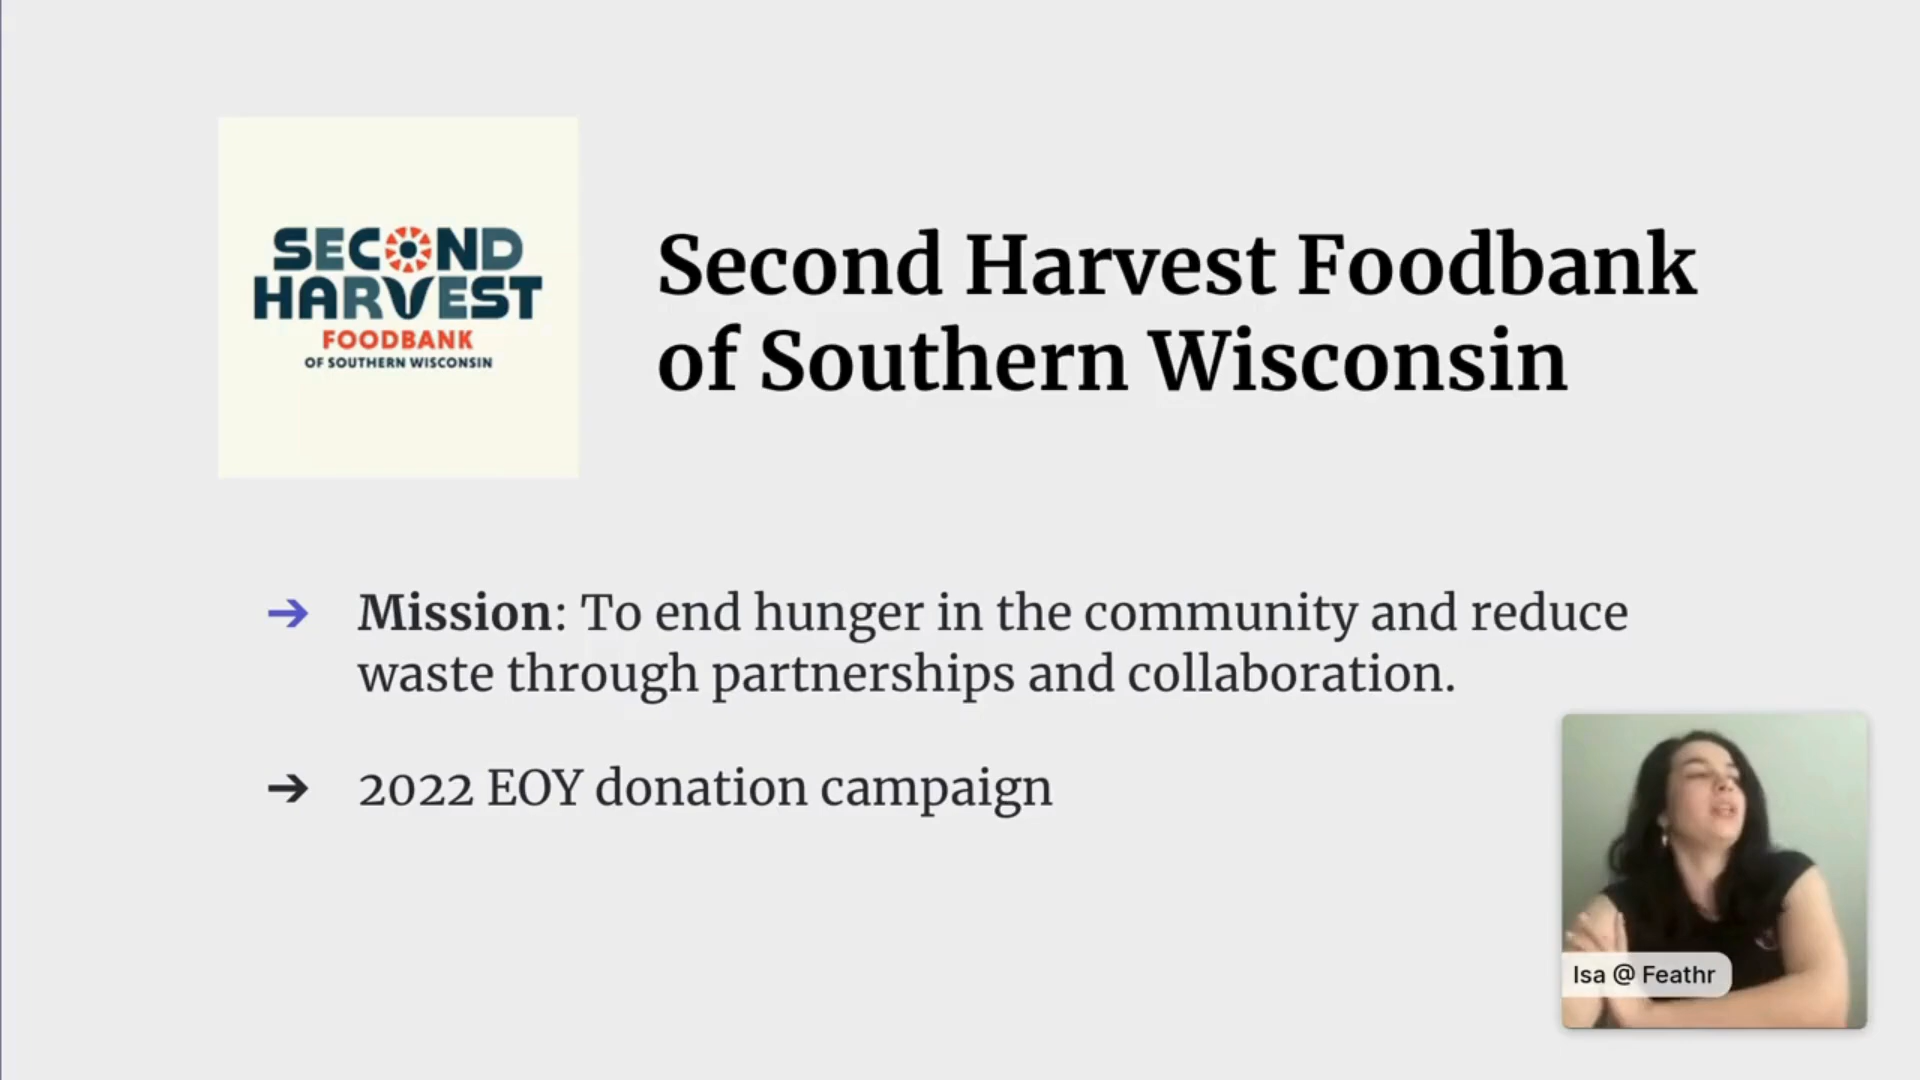 SECOND
HARVEST
FOODBANK
OF SOUTHERN WISCONSIN
Second Harvest Foodbank
of Southern Wisconsin
→ Mission: To end hunger in the community and reduce
waste through partnerships and collaboration.
→ 2022 EOY donation campaign
Isa @ Feathr